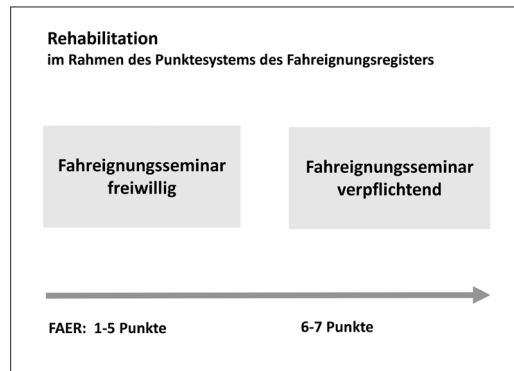 Rehabilitation
im Rahmen des Punktesystems des Fahreignungsregisters
Fahreignungsseminar
freiwillig
Fahreignungsseminar
verpflichtend
FAER: 1-5 Punkte
6-7 Punkte